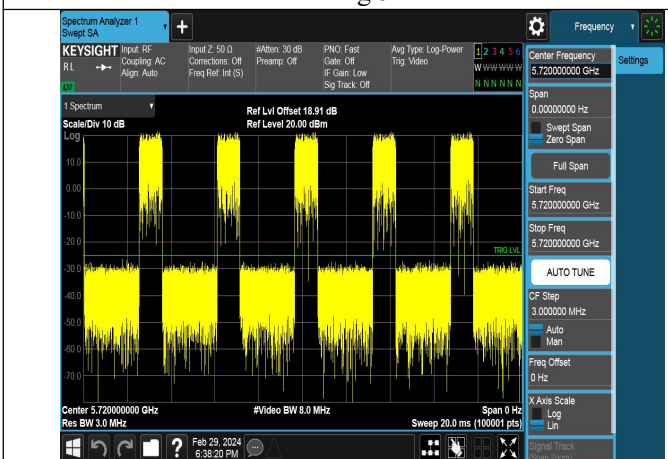 Spectrum Analyzer 1
Swept SA
Frequency
KEYSIGHT
R L
Input: RF
Coupling: AC
Align: Auto
Input Z: 50 Ω
Corrections: Off
Freq Ref: Int (S)
#Atten: 30 dB
Preamp: Off
PNO: Fast
Gate: Off
IF Gain: Low
Sig Track: Off
Avg Type: Log-Power
Trig: Video
1 2 3 4 5 6
W W W W W W
N N N N N N
1 Spectrum
Scale/Div 10 dB
Ref Lvl Offset 18.91 dB
Ref Level 20.00 dBm
Log
10.0
0.00
-10.0
-20.0
-30.0
-40.0
-50.0
-60.0
-70.0
TRIG LVL
Center 5.720000000 GHz
#Video BW 8.0 MHz
Span 0 Hz
Res BW 3.0 MHz
Sweep 20.0 ms (100001 pts)
Feb 29, 2024
6:38:20 PM
Center Frequency
5.720000000 GHz
Settings
Span
0.00000000 Hz
Swept Span
Zero Span
Full Span
Start Freq
5.720000000 GHz
Stop Freq
5.720000000 GHz
AUTO TUNE
CF Step
3.000000 MHz
Auto
Man
Freq Offset
0 Hz
X Axis Scale
Log
Lin
Signal Track
(Span Zoom)